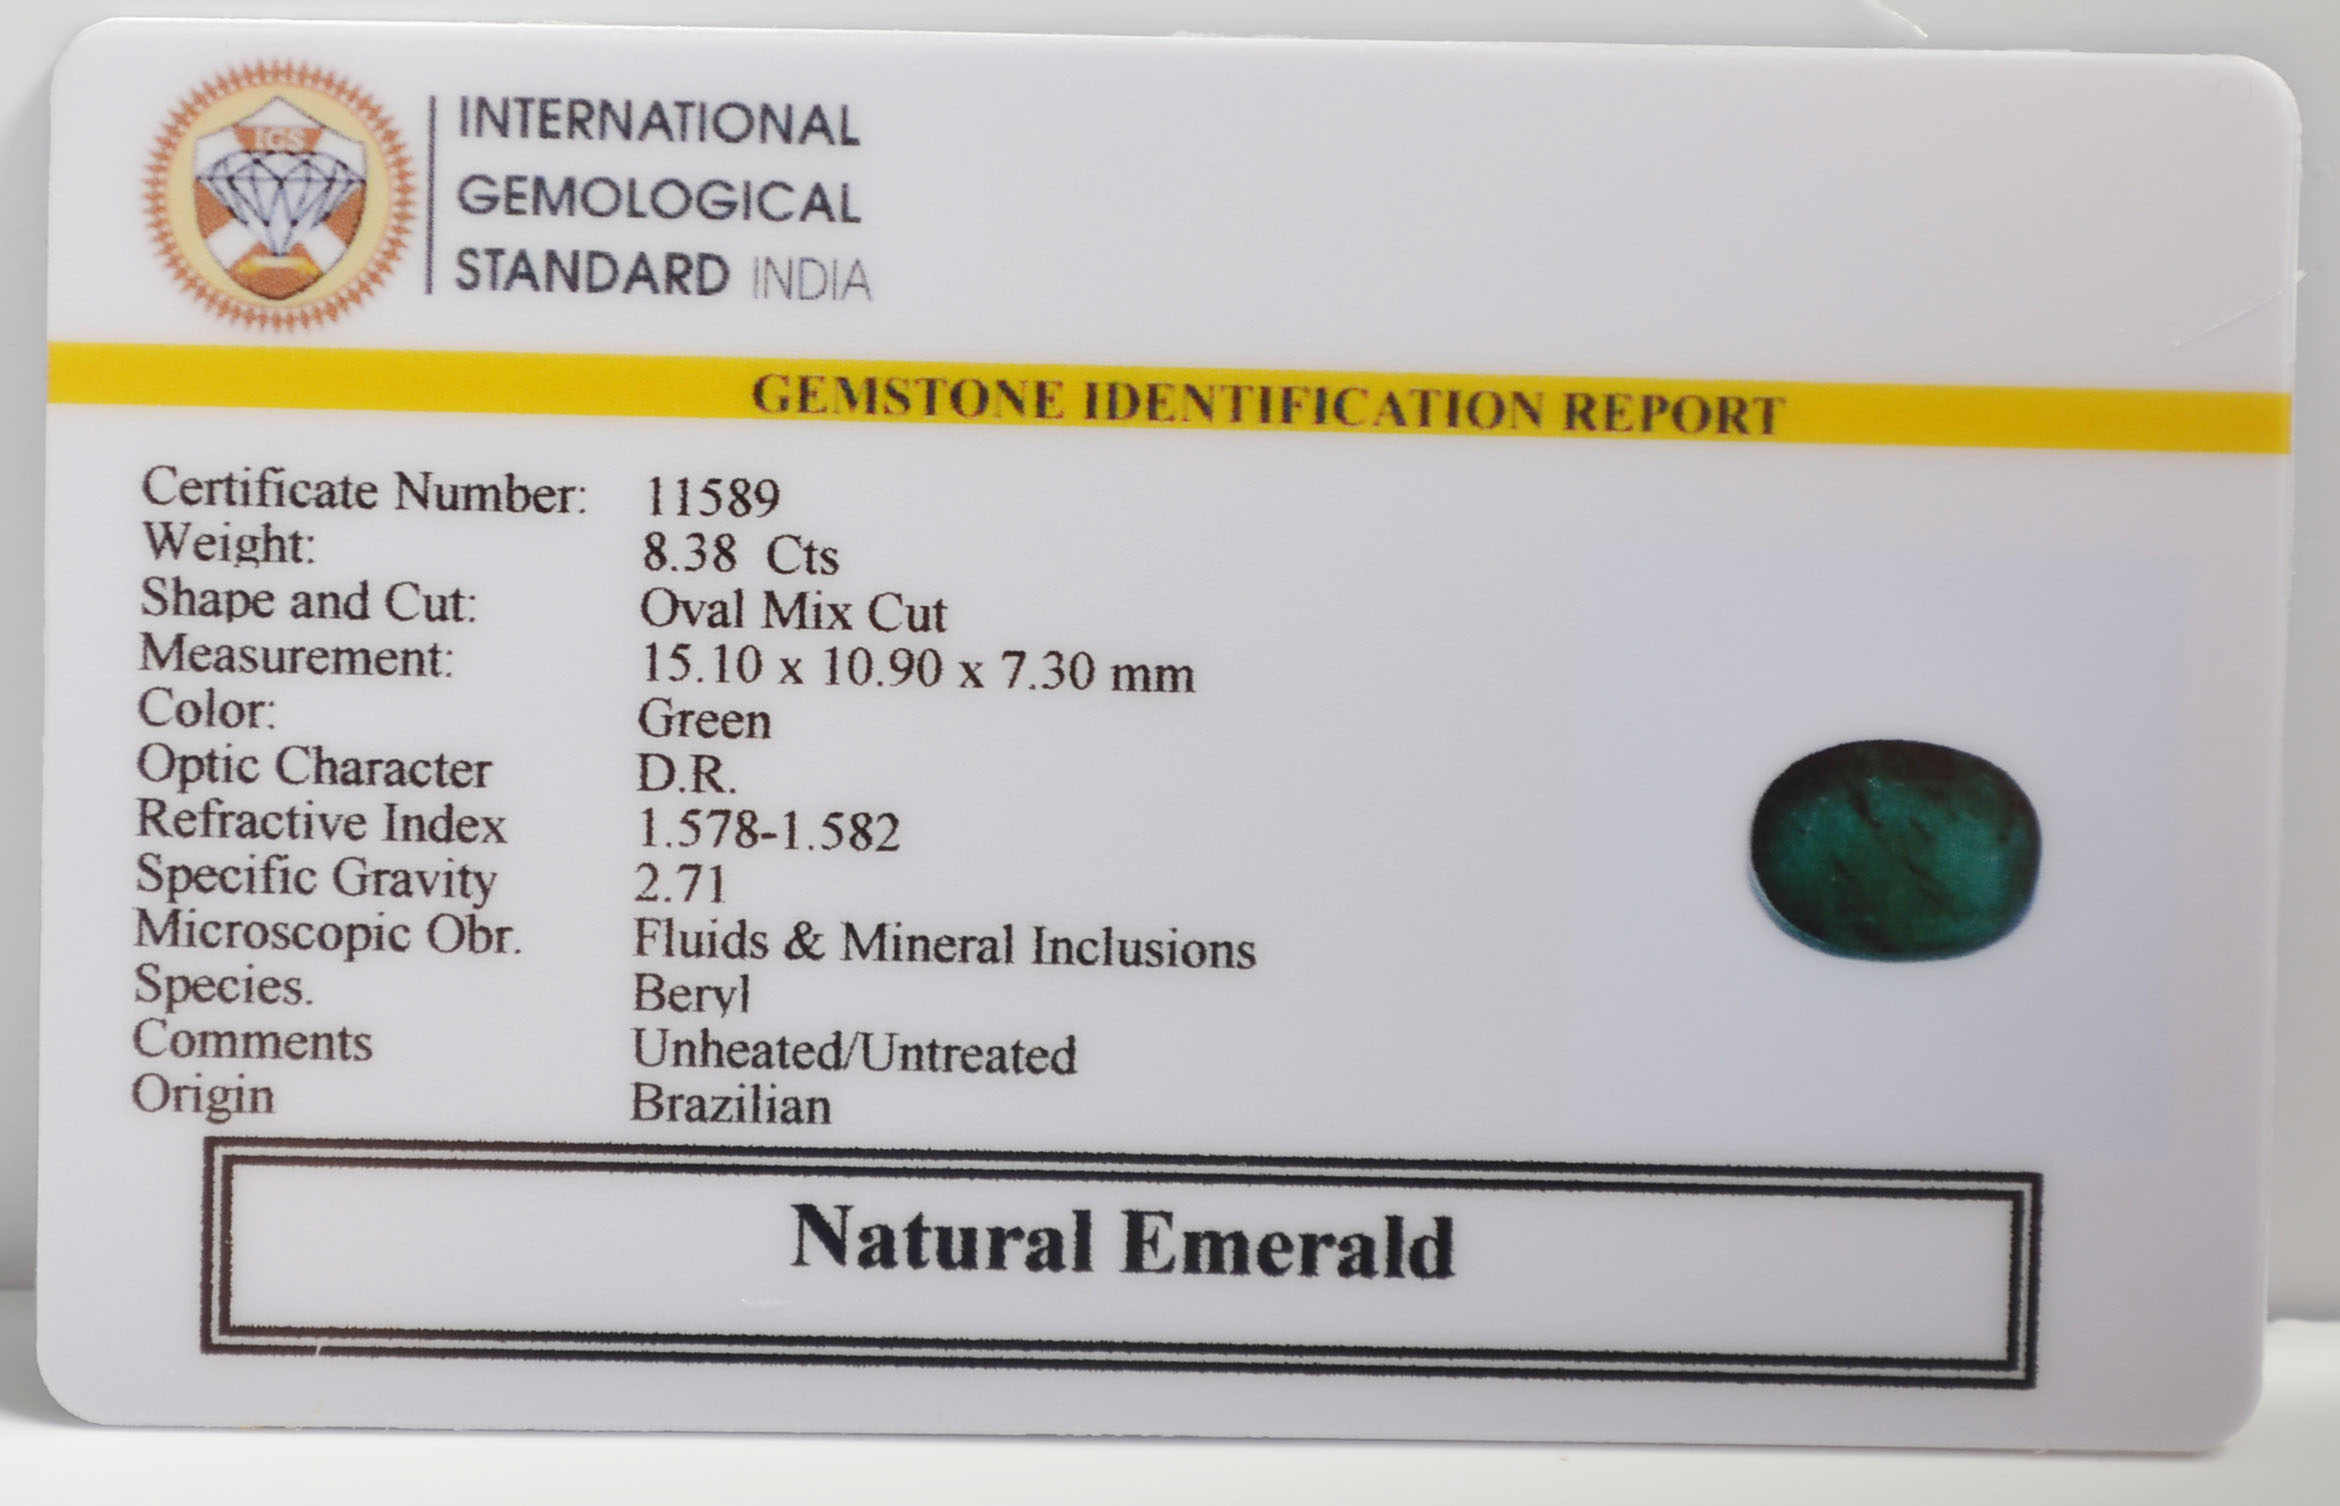 IGS
INTERNATIONAL
GEMOLOGICAL
STANDARD INDIA
GEMSTONE IDENTIFICATION REPORT
Certificate Number: 11589
Weight: 8.38 Cts
Shape and Cut: Oval Mix Cut
Measurement: 15.10 x 10.90 x 7.30 mm
Color: Green
Optic Character D.R.
Refractive Index 1.578-1.582
Specific Gravity 2.71
Microscopic Obr. Fluids & Mineral Inclusions
Species. Beryl
Comments Unheated/Untreated
Origin Brazilian
Natural Emerald